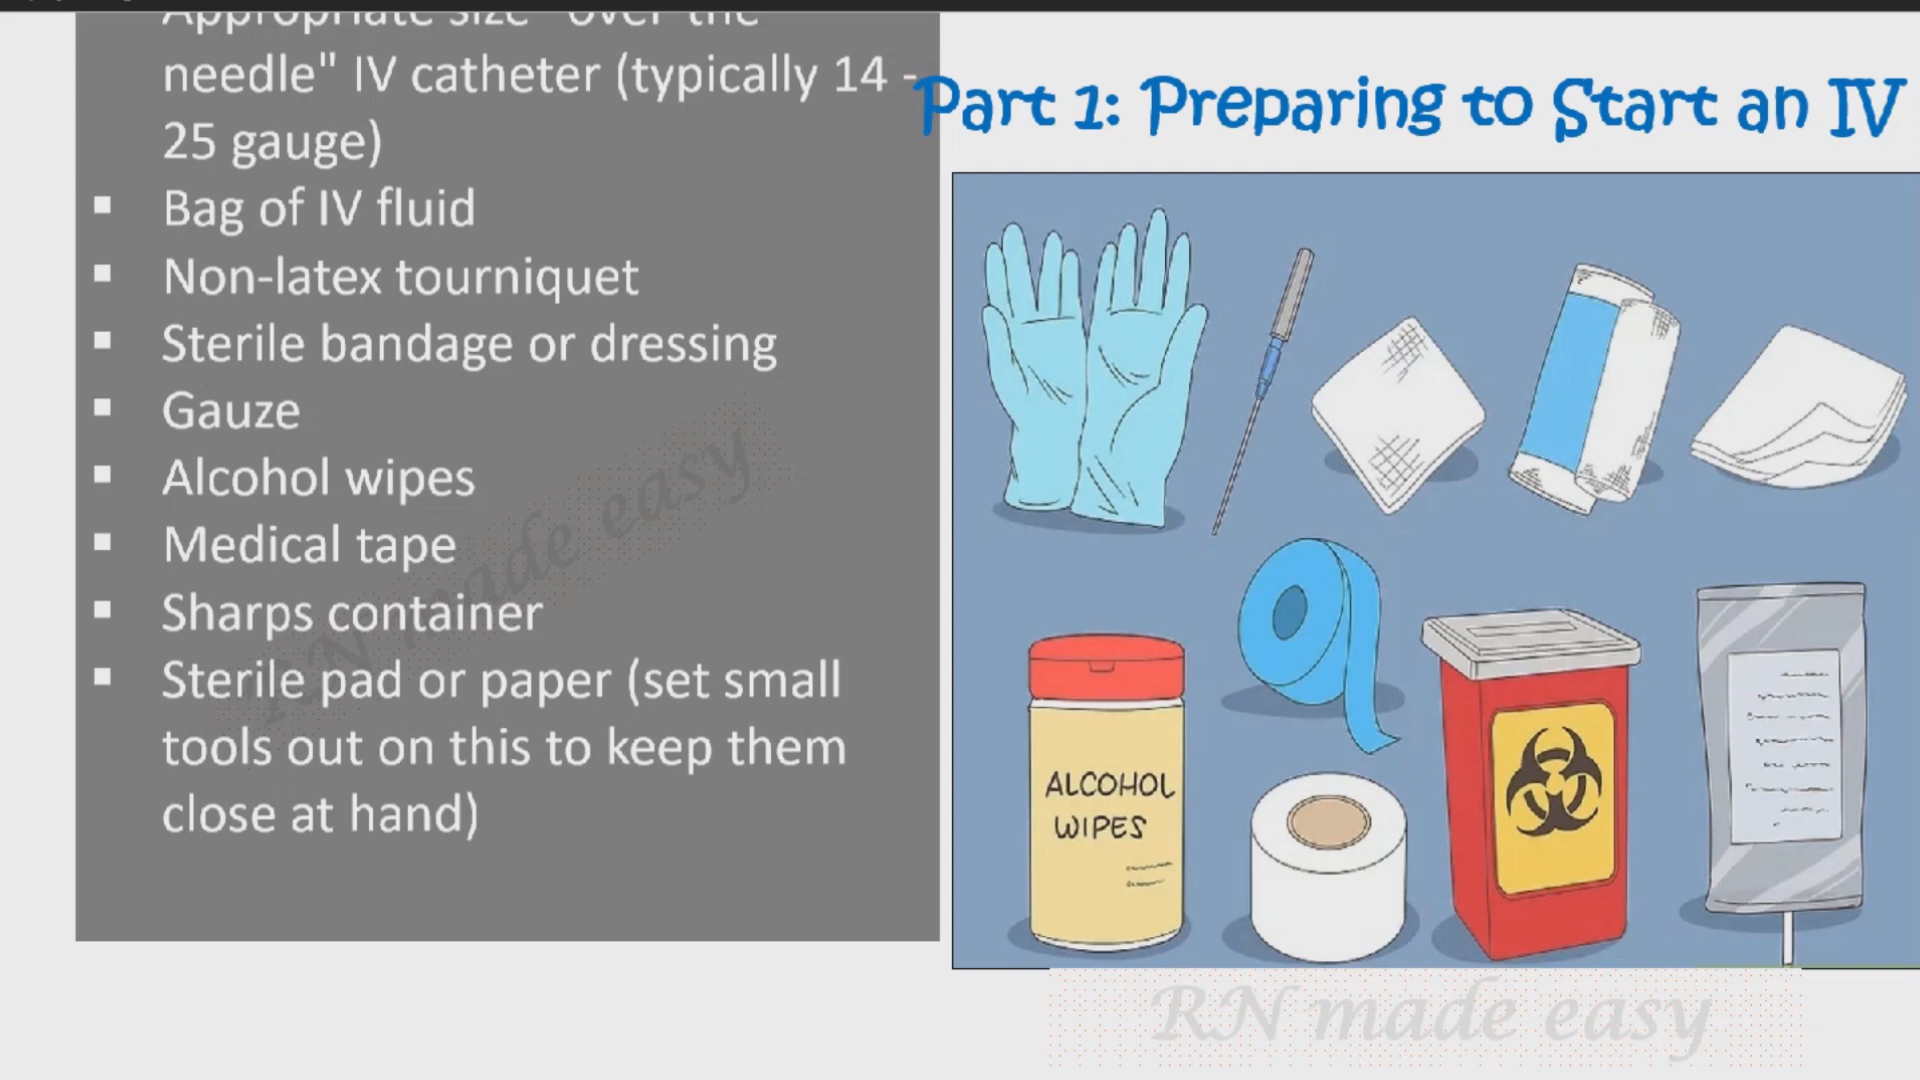 Appropriate size "over the
needle" IV catheter (typically 14 -
25 gauge)
▪ Bag of IV fluid
▪ Non-latex tourniquet
▪ Sterile bandage or dressing
▪ Gauze
▪ Alcohol wipes
▪ Medical tape
▪ Sharps container
▪ Sterile pad or paper (set small
tools out on this to keep them
close at hand)
RN made easy
Part 1: Preparing to Start an IV
ALCOHOL
WIPES
RN made easy